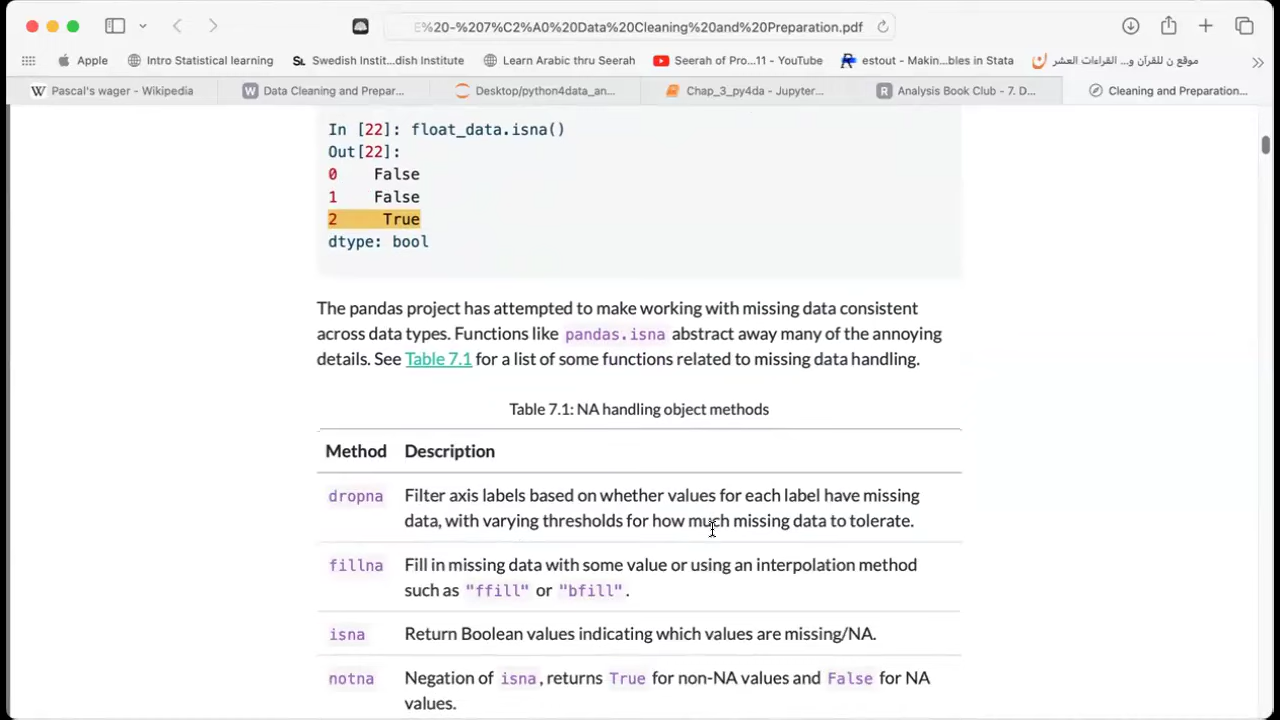 E%20-%207%C2%A0%20Data%20Cleaning%20and%20Preparation.pdf
Apple
Intro Statistical learning
SL Swedish Instit...dish Institute
Learn Arabic thru Seerah
Seerah of Pro...11 - YouTube
estout - Makin...bles in Stata
موقع ن للقرآن و... القراءات العشر
W Pascal's wager - Wikipedia
W Data Cleaning and Prepar...
Desktop/python4data_an...
Chap_3_py4da - Jupyter...
R Analysis Book Club - 7. D...
Cleaning and Preparation...
In [22]: float_data.isna()
Out[22]:
0 False
1 False
2 True
dtype: bool
The pandas project has attempted to make working with missing data consistent
across data types. Functions like pandas.isna abstract away many of the annoying
details. See Table 7.1 for a list of some functions related to missing data handling.
Table 7.1: NA handling object methods
Method Description
dropna Filter axis labels based on whether values for each label have missing
data, with varying thresholds for how much missing data to tolerate.
fillna Fill in missing data with some value or using an interpolation method
such as "ffill" or "bfill".
isna Return Boolean values indicating which values are missing/NA.
notna Negation of isna, returns True for non-NA values and False for NA
values.